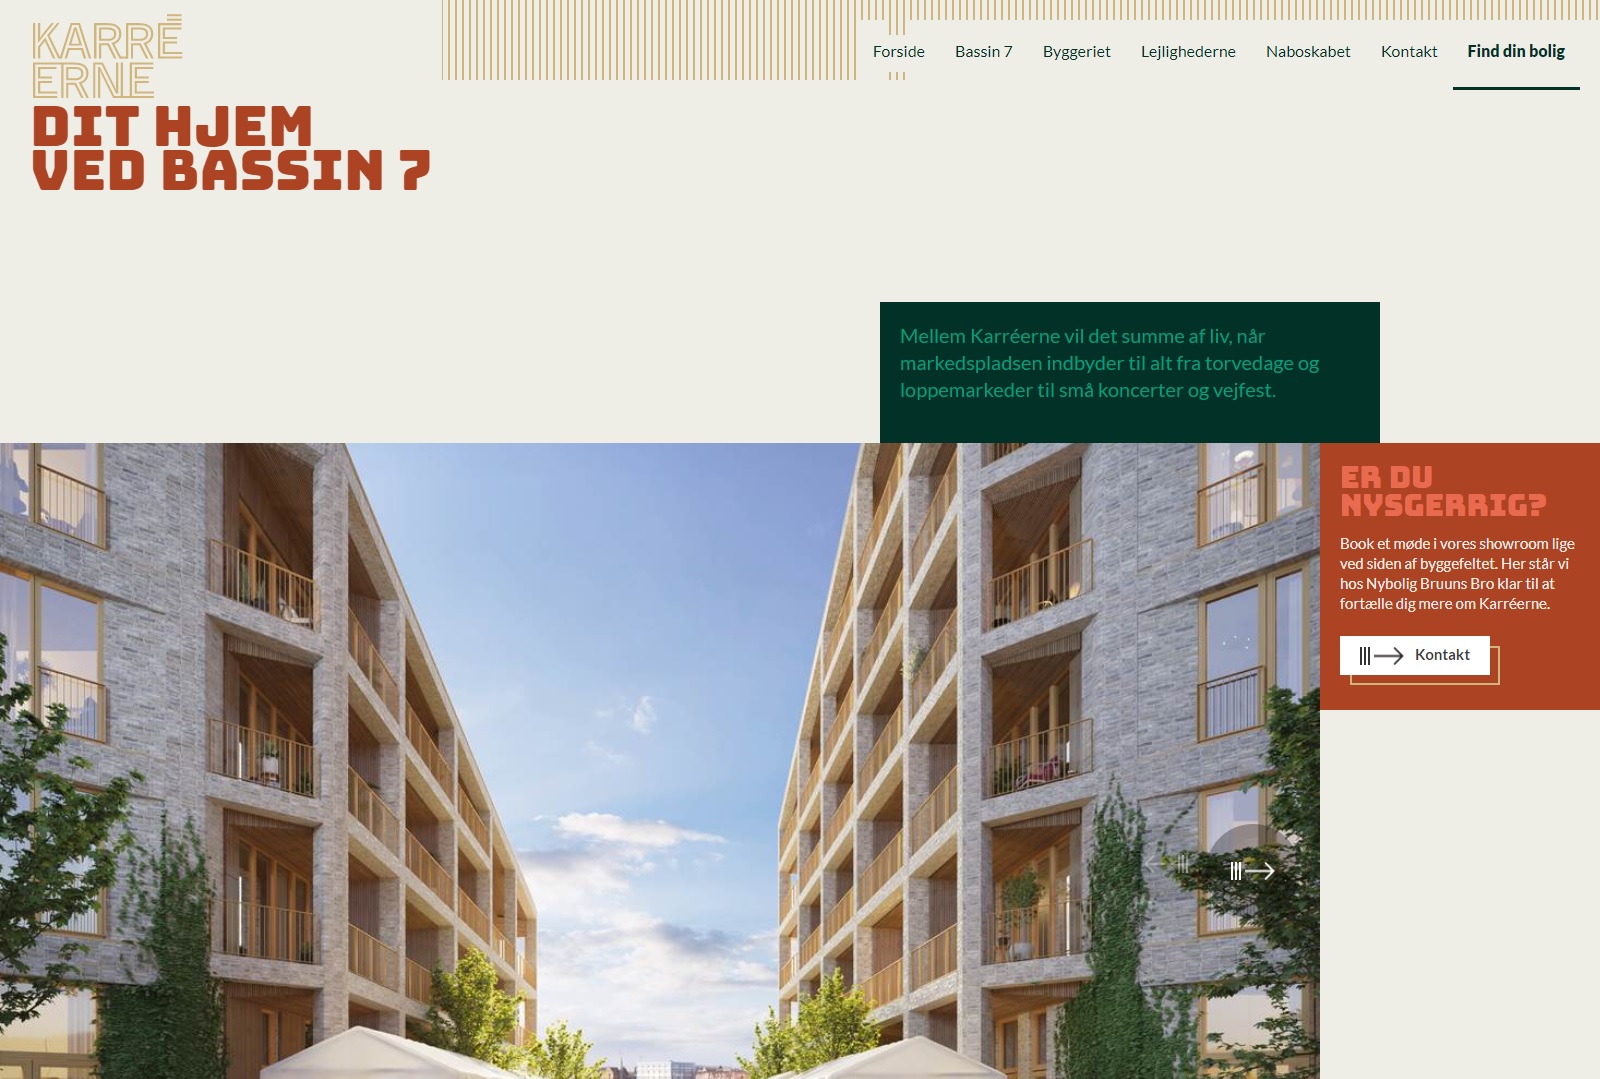 KARRÉ
ERNE
Forside Bassin 7 Byggeriet Lejlighederne Naboskabet Kontakt Find din bolig
DIT HJEM
VED BASSIN 7
Mellem Karréerne vil det summe af liv, når
markedspladsen indbyder til alt fra torvedage og
loppemarkeder til små koncerter og vejfest.
ER DU
NYSGERRIG?
Book et møde i vores showroom lige
ved siden af byggefeltet. Her står vi
hos Nybolig Bruuns Bro klar til at
fortælle dig mere om Karréerne.
Kontakt